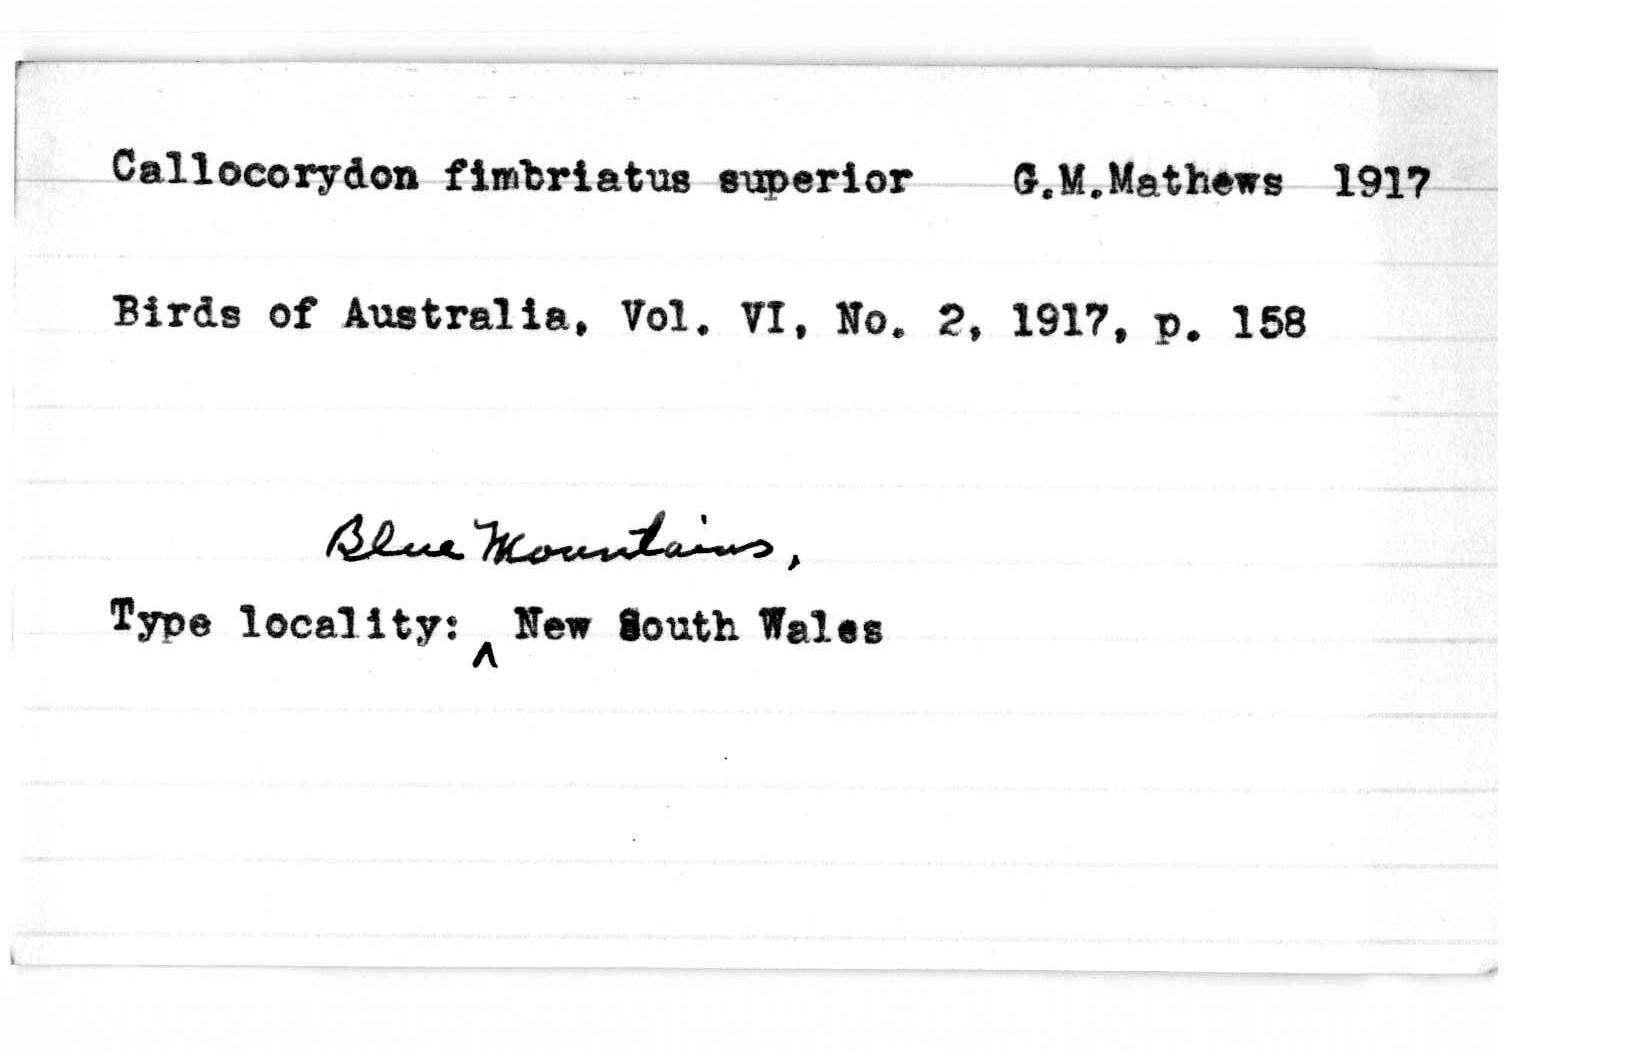 Callocorydon fimbriatus superior G.M.Mathews 1917
Birds of Australia, Vol. VI, No. 2, 1917, p. 158
Blue Mountains,
Type locality: ^ New South Wales